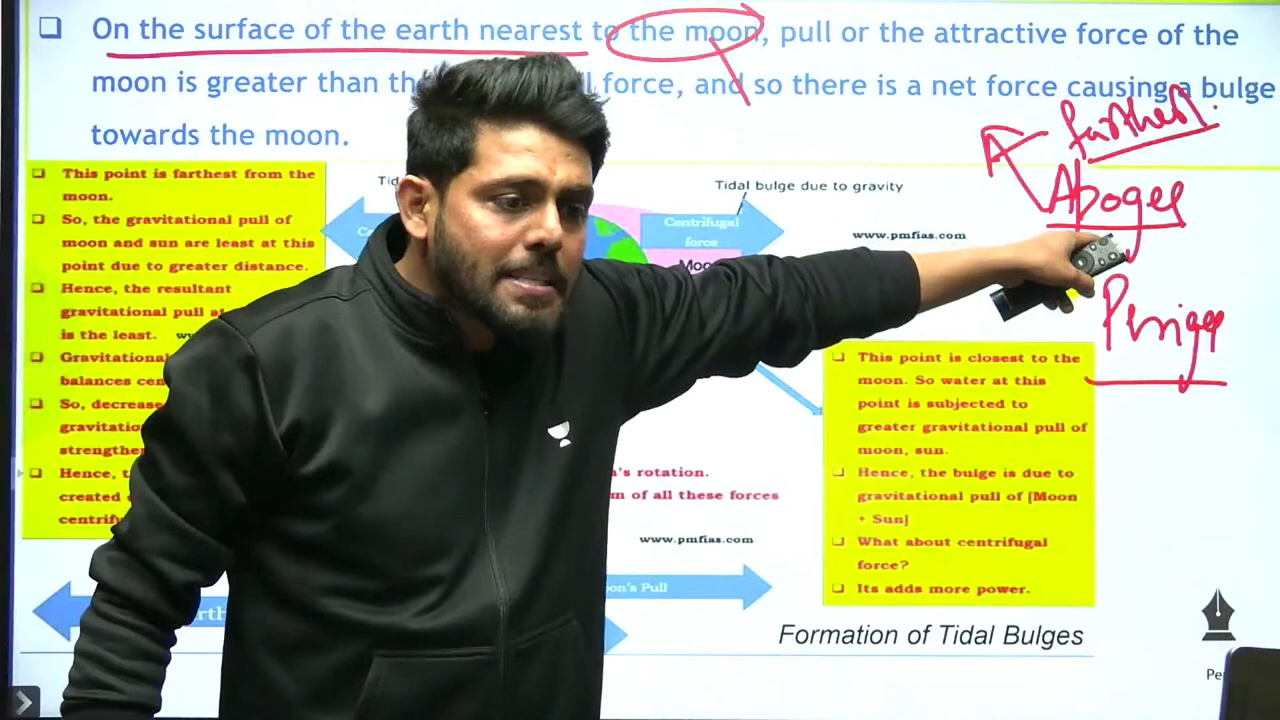 ❑ On the surface of the earth nearest to the moon, pull or the attractive force of the
moon is greater than force, and so there is a net force causing a bulge
towards the moon.
farthest.
Apogee
Perigee
❑ This point is farthest from the
moon.
❑ So, the gravitational pull of
moon and sun are least at this
point due to greater distance.
❑ Hence, the resultant
gravitational pull
is the least.
❑ Gravitational
balances
❑ So,
❑ Hence,
created
Tidal bulge due to gravity
Centrifugal
force
www.pmfias.com
❑ This point is closest to the
moon. So water at this
point is subjected to
greater gravitational pull of
moon, sun.
❑ Hence, the bulge is due to
gravitational pull of [Moon
+ Sun]
❑ What about centrifugal
force?
❑ Its adds more power.
rotation.
of all these forces
www.pmfias.com
Pull
Formation of Tidal Bulges